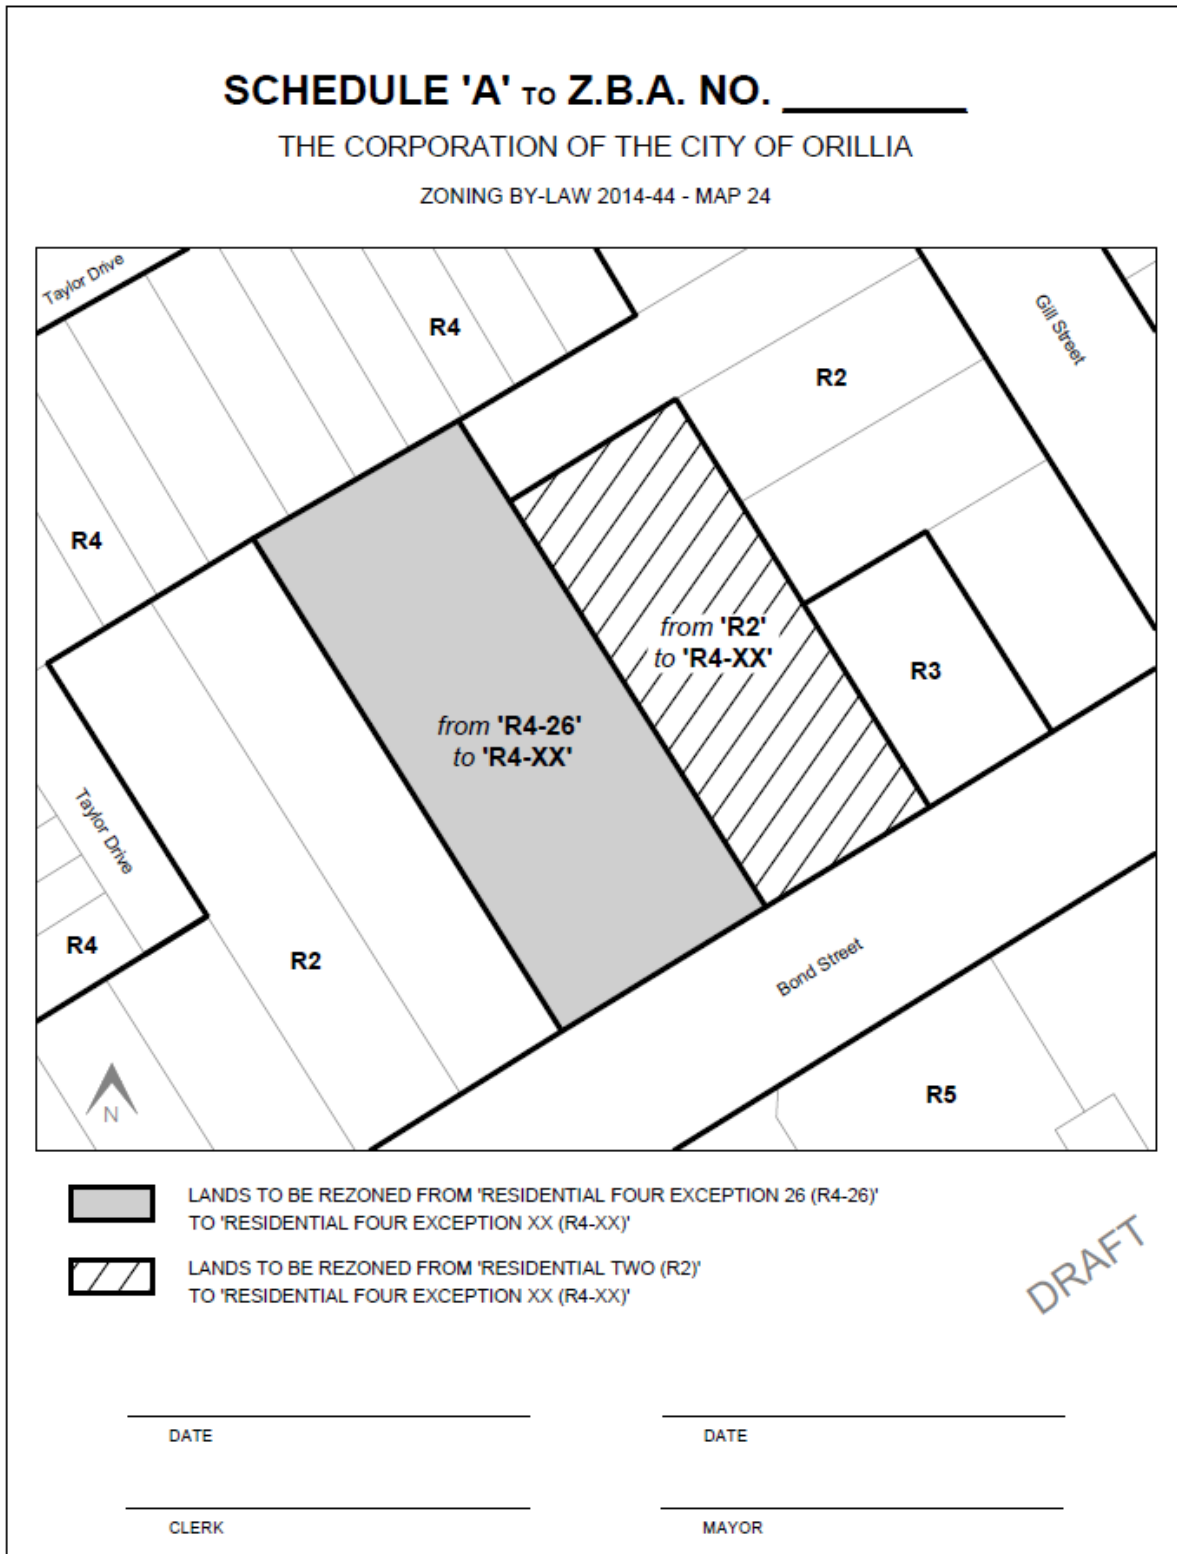 SCHEDULE 'A' TO Z.B.A. NO. ________
THE CORPORATION OF THE CITY OF ORILLIA
ZONING BY-LAW 2014-44 - MAP 24
Taylor Drive
R4
Gill Street
R2
R4
from 'R2'
to 'R4-XX'
R3
from 'R4-26'
to 'R4-XX'
Taylor Drive
R4
R2
Bond Street
R5
N
LANDS TO BE REZONED FROM 'RESIDENTIAL FOUR EXCEPTION 26 (R4-26)'
TO 'RESIDENTIAL FOUR EXCEPTION XX (R4-XX)'
LANDS TO BE REZONED FROM 'RESIDENTIAL TWO (R2)'
TO 'RESIDENTIAL FOUR EXCEPTION XX (R4-XX)'
DRAFT
DATE
DATE
CLERK
MAYOR